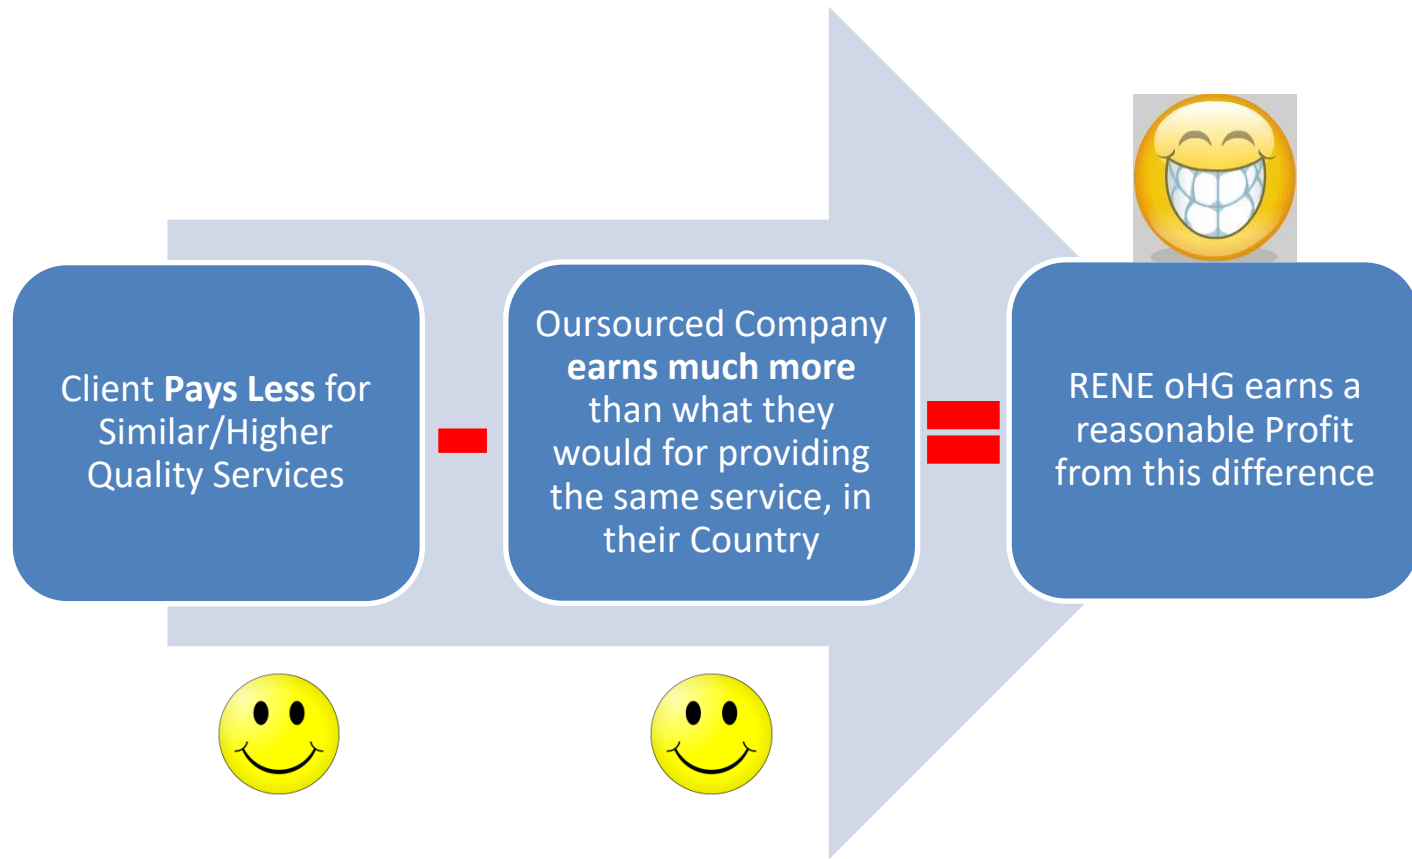 Client Pays Less for
Similar/Higher
Quality Services
Oursourced Company
earns much more
than what they
would for providing
the same service, in
their Country
RENE oHG earns a
reasonable Profit
from this difference